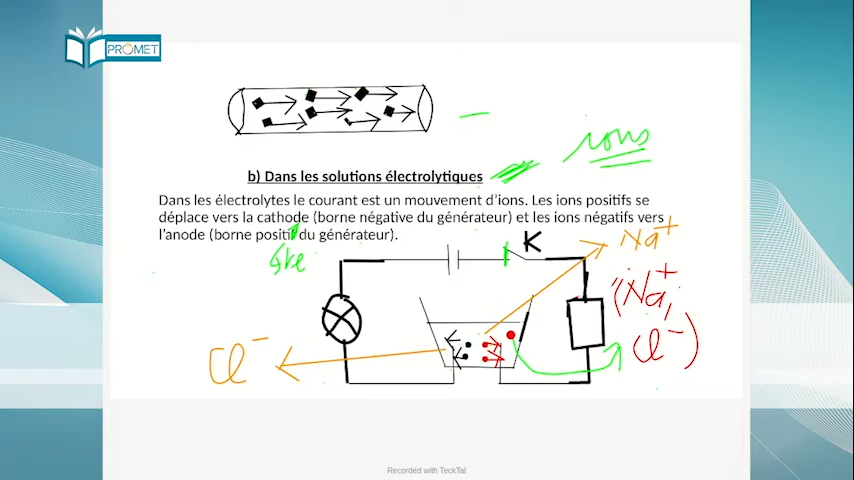 PROMET
ions
b) Dans les solutions électrolytiques
Dans les électrolytes le courant est un mouvement d'ions. Les ions positifs se
déplace vers la cathode (borne négative du générateur) et les ions négatifs vers
l'anode (borne positif du générateur).
K
Na+
(Na+,
Cl-)
Cl-
Recorded with TeckTal